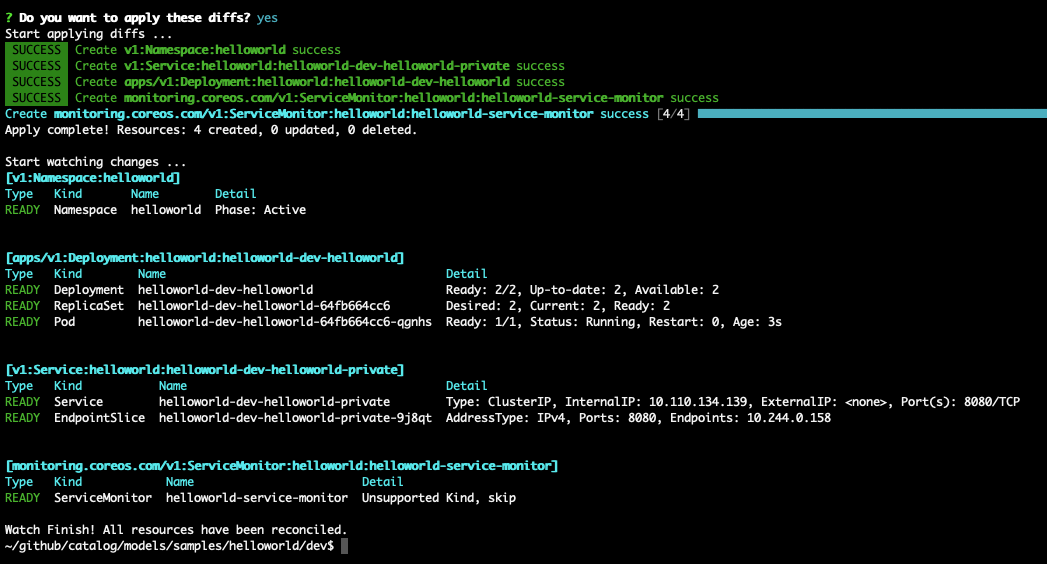 ? Do you want to apply these diffs? yes
Start applying diffs ...
SUCCESS Create v1:Namespace:helloworld success
SUCCESS Create v1:Service:helloworld:helloworld-dev-helloworld-private success
SUCCESS Create apps/v1:Deployment:helloworld:helloworld-dev-helloworld success
SUCCESS Create monitoring.coreos.com/v1:ServiceMonitor:helloworld:helloworld-service-monitor success
Create monitoring.coreos.com/v1:ServiceMonitor:helloworld:helloworld-service-monitor success [4/4]
Apply complete! Resources: 4 created, 0 updated, 0 deleted.
Start watching changes ...
[v1:Namespace:helloworld]
Type Kind Name Detail
READY Namespace helloworld Phase: Active
[apps/v1:Deployment:helloworld:helloworld-dev-helloworld]
Type Kind Name Detail
READY Deployment helloworld-dev-helloworld Ready: 2/2, Up-to-date: 2, Available: 2
READY ReplicaSet helloworld-dev-helloworld-64fb664cc6 Desired: 2, Current: 2, Ready: 2
READY Pod helloworld-dev-helloworld-64fb664cc6-qgnhs Ready: 1/1, Status: Running, Restart: 0, Age: 3s
[v1:Service:helloworld:helloworld-dev-helloworld-private]
Type Kind Name Detail
READY Service helloworld-dev-helloworld-private Type: ClusterIP, InternalIP: 10.110.134.139, ExternalIP: <none>, Port(s): 8080/TCP
READY EndpointSlice helloworld-dev-helloworld-private-9j8qt AddressType: IPv4, Ports: 8080, Endpoints: 10.244.0.158
[monitoring.coreos.com/v1:ServiceMonitor:helloworld:helloworld-service-monitor]
Type Kind Name Detail
READY ServiceMonitor helloworld-service-monitor Unsupported Kind, skip
Watch Finish! All resources have been reconciled.
~/github/catalog/models/samples/helloworld/dev$